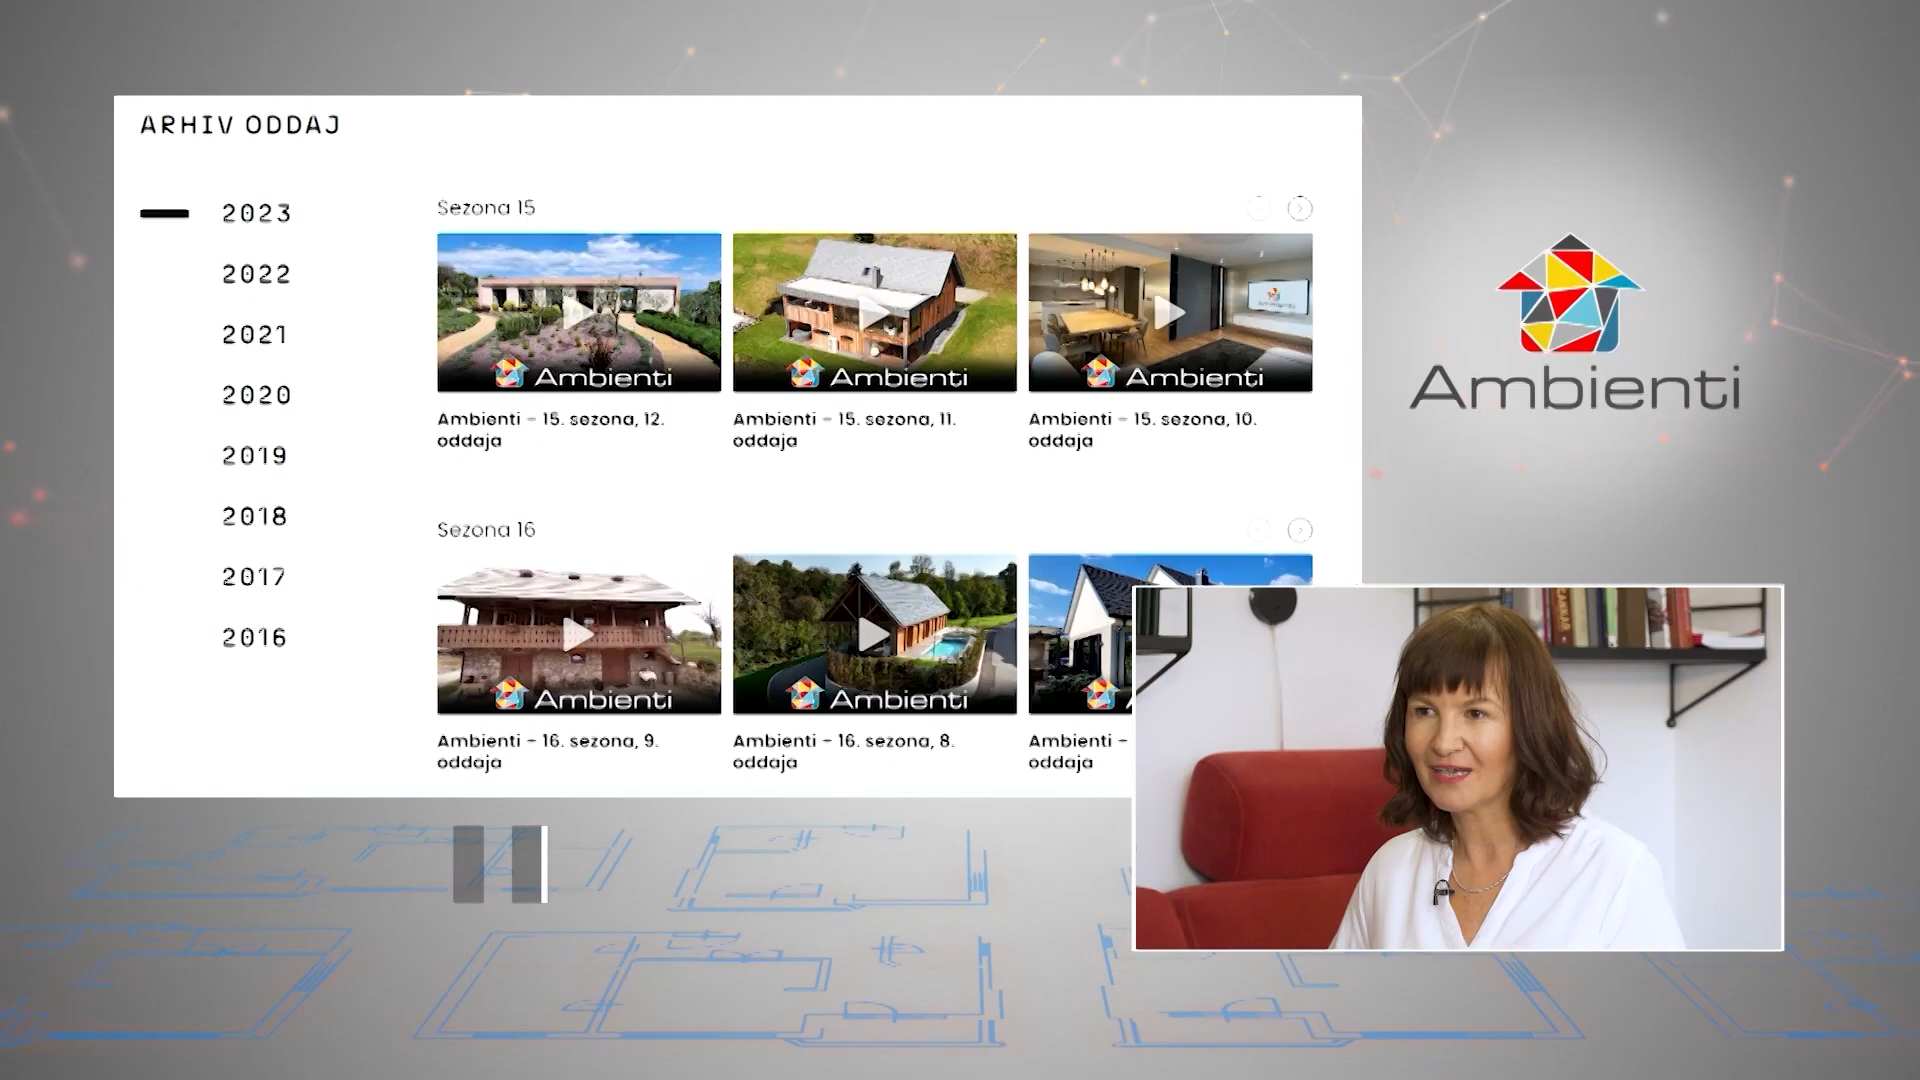 ARHIV ODDAJ
2023
2022
2021
2020
2019
2018
2017
2016
Sezona 15
Ambienti
Ambienti
Ambienti
Ambienti
Ambienti - 15. sezona, 12.
oddaja
Ambienti - 15. sezona, 11.
oddaja
Ambienti - 15. sezona, 10.
oddaja
Sezona 16
Ambienti
Ambienti
Ambienti - 16. sezona, 9.
oddaja
Ambienti - 16. sezona, 8.
oddaja
Ambienti -
oddaja
Ambienti